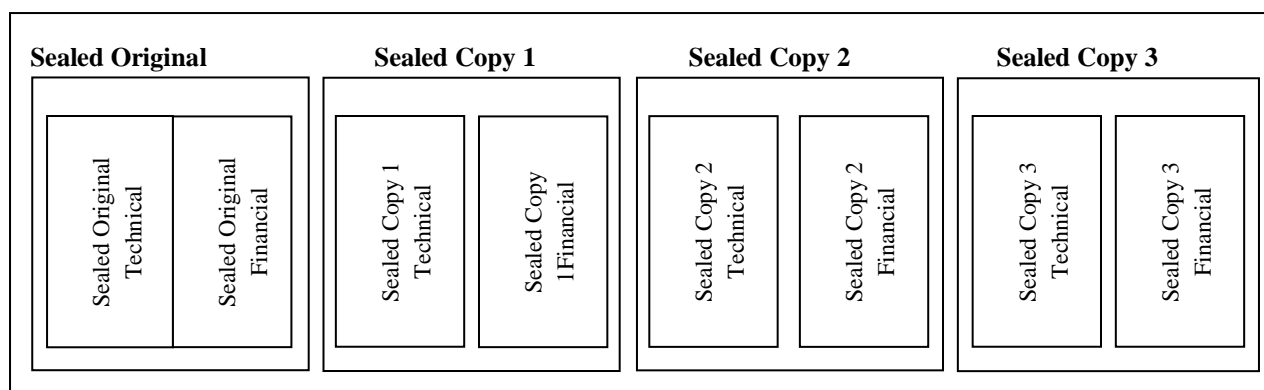 Sealed Original
Sealed Copy 1
Sealed Copy 2
Sealed Copy 3
Sealed Original
Technical
Sealed Original
Financial
Sealed Copy 1
Technical
Sealed Copy
1Financial
Sealed Copy 2
Technical
Sealed Copy 2
Financial
Sealed Copy 3
Technical
Sealed Copy 3
Financial